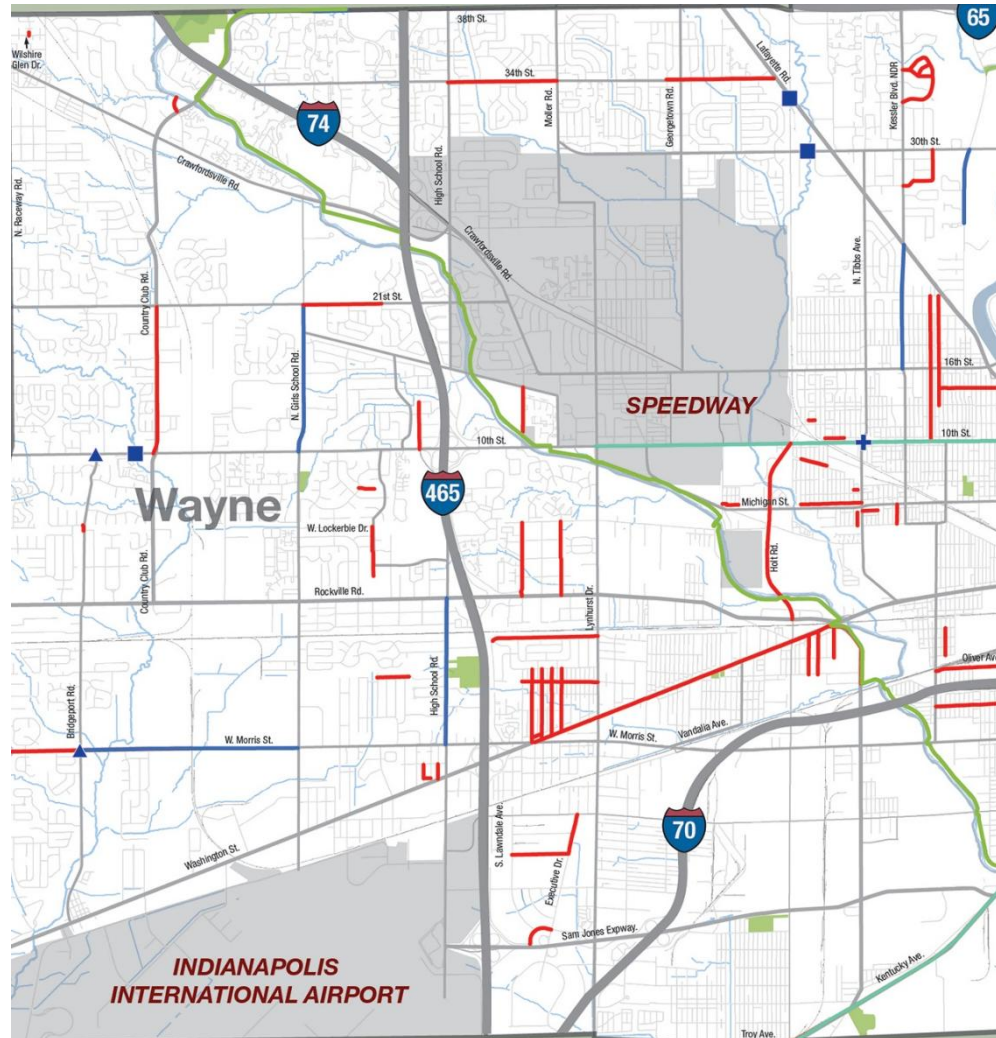 38th St.
65
Wilshire
Glen Dr.
Lafayette Rd.
34th St.
Moller Rd.
Georgetown Rd.
Kessler Blvd. NDR
74
30th St.
Crawfordsville Rd.
High School Rd.
N. Raceway Rd.
Crawfordsville Rd.
N. Tibbs Ave.
21st St.
Country Club Rd.
N. Girls School Rd.
16th St.
SPEEDWAY
10th St.
10th St.
465
Wayne
Michigan St.
W. Lockerbie Dr.
Holt Rd.
Country Club Rd.
Rockville Rd.
Lynhurst Dr.
Oliver Av
High School Rd.
Bridgeport Rd.
W. Morris St.
W. Morris St.
Vandalia Ave.
70
S. Lawndale Ave.
Washington St.
Executive Dr.
Sam Jones Expway.
INDIANAPOLIS
INTERNATIONAL AIRPORT
Kentucky Ave.
Troy Ave.